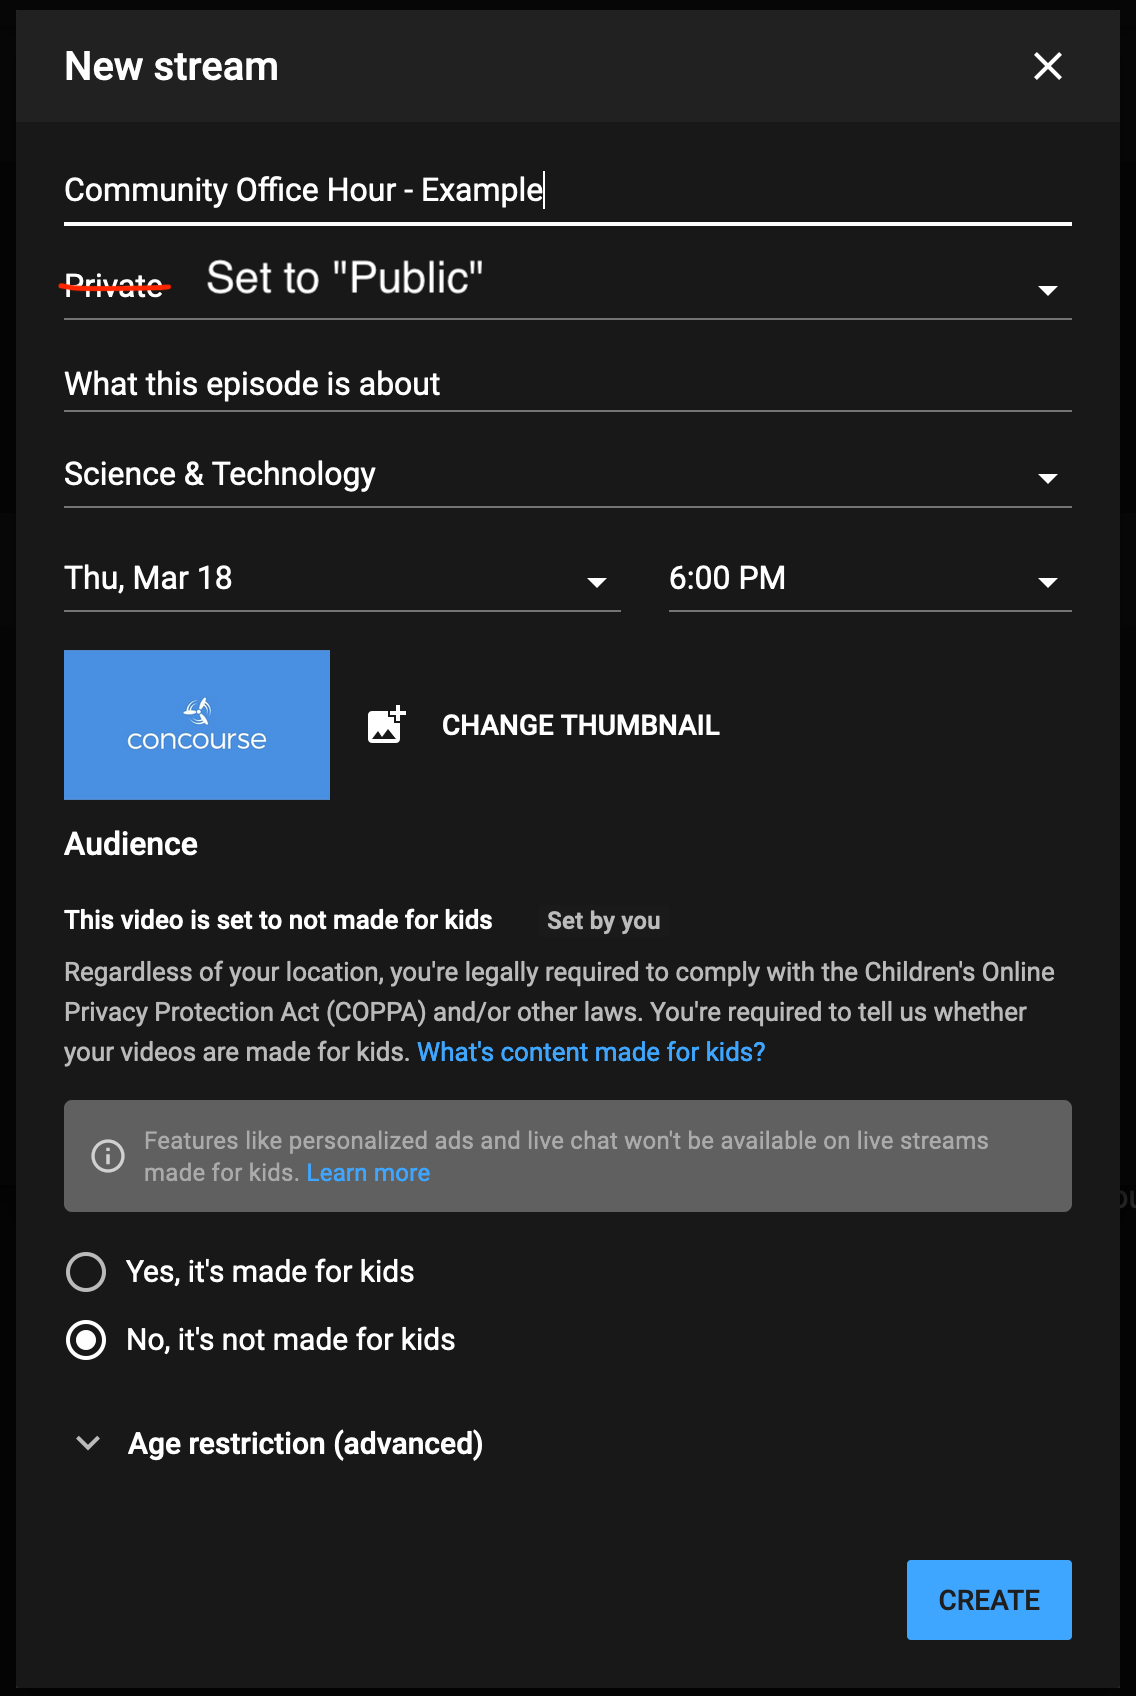 New stream
Community Office Hour - Example
Private Set to "Public"
What this episode is about
Science & Technology
Thu, Mar 18 6:00 PM
concourse
CHANGE THUMBNAIL
Audience
This video is set to not made for kids Set by you
Regardless of your location, you're legally required to comply with the Children's Online
Privacy Protection Act (COPPA) and/or other laws. You're required to tell us whether
your videos are made for kids. What's content made for kids?
Features like personalized ads and live chat won't be available on live streams
made for kids. Learn more
Yes, it's made for kids
No, it's not made for kids
Age restriction (advanced)
CREATE